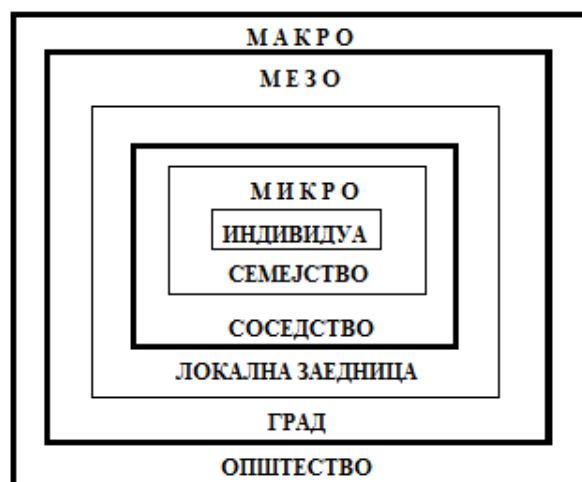 МАКРО
МЕЗО
МИКРО
ИНДИВИДУА
СЕМЕЈСТВО
СОСЕДСТВО
ЛОКАЛНА ЗАЕДНИЦА
ГРАД
ОПШТЕСТВО